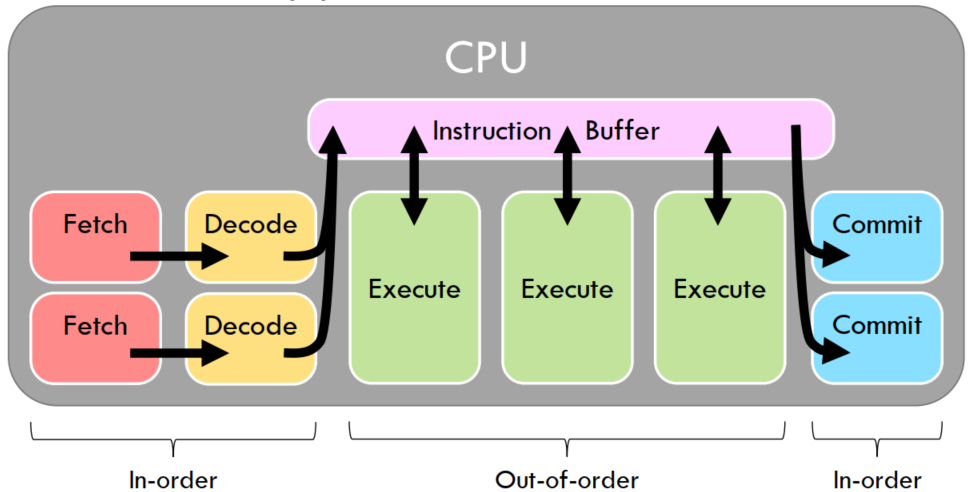 CPU
Instruction Buffer
Fetch
Decode
Execute
Execute
Execute
Commit
Fetch
Decode
Commit
In-order
Out-of-order
In-order